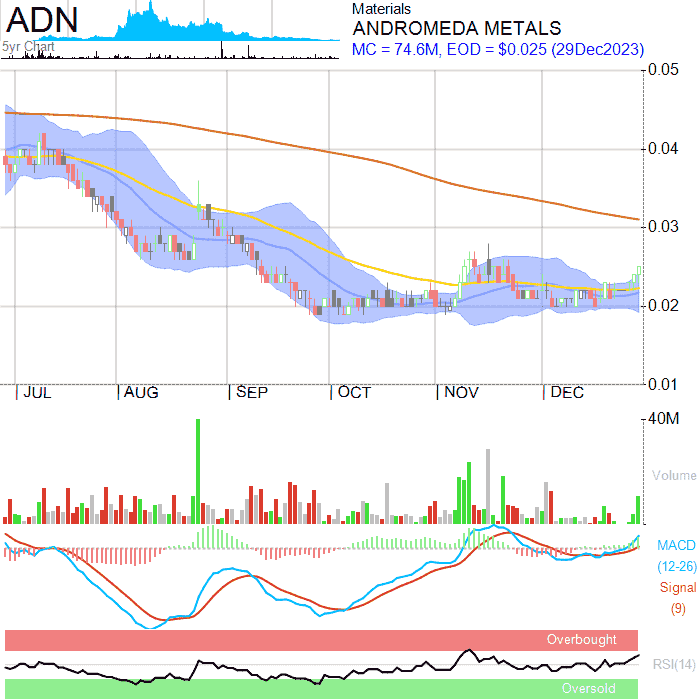 ADN
5yr Chart
Materials
ANDROMEDA METALS
MC = 74.6M, EOD = $0.025 (29Dec2023)
0.05
0.04
0.03
0.02
0.01
JUL AUG SEP OCT NOV DEC
40M
Volume
MACD
(12-26)
Signal
(9)
Overbought
RSI(14)
Oversold